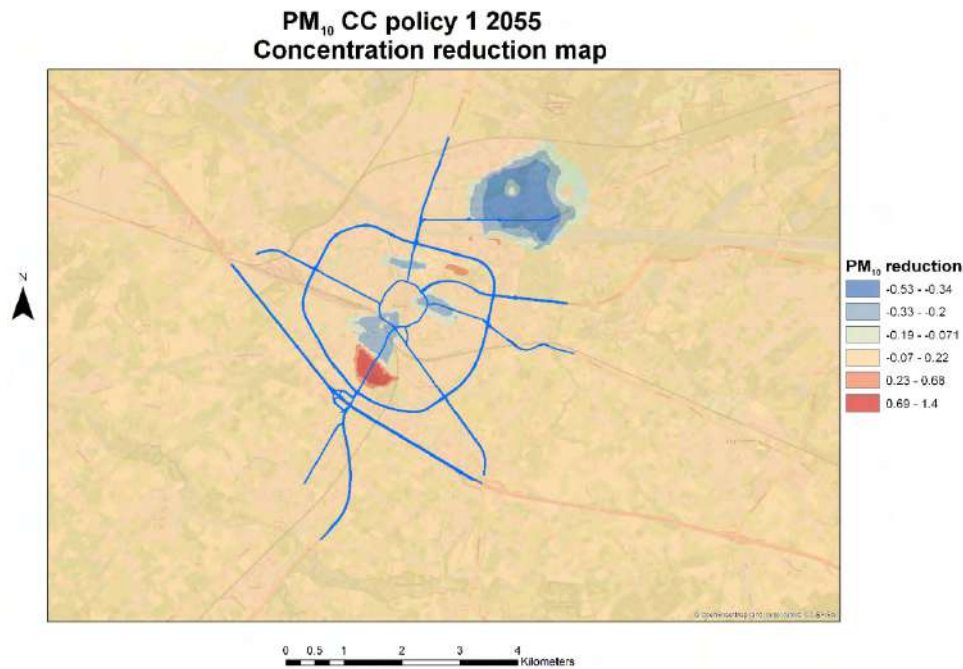 PM₁₀ CC policy 1 2055
Concentration reduction map
N
PM₁₀ reduction
-0.53 - -0.34
-0.33 - -0.2
-0.19 - -0.071
-0.07 - 0.22
0.23 - 0.68
0.69 - 1.4
0 0.5 1 2 3 4
Kilometers